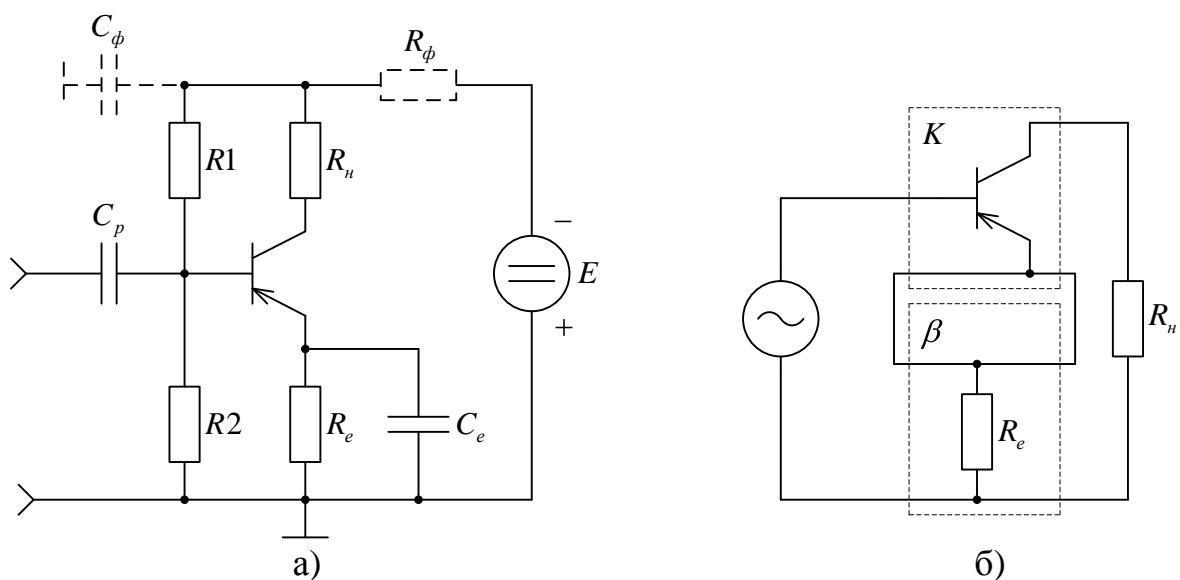 Cф
Rф
R1
Rн
Cр
−
E
+
R2
Rе
Cе
а)
K
β
Rн
Rе
б)